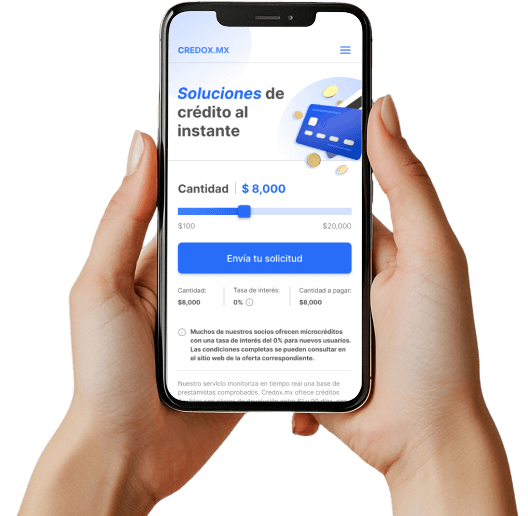 CREDOX.MX
Soluciones de
crédito al
instante
Cantidad | $ 8,000
$100 $20,000
Envía tu solicitud
Cantidad: Tasa de interés: Cantidad a pagar:
$8,000 0% $8,000
Muchos de nuestros socios ofrecen microcréditos
con una tasa de interés del 0% para nuevos usuarios.
Las condiciones completas se pueden consultar en
el sitio web de la oferta correspondiente.
Nuestro servicio monitoriza en tiempo real una base de
prestamistas comprobados. Credox.mx ofrece créditos